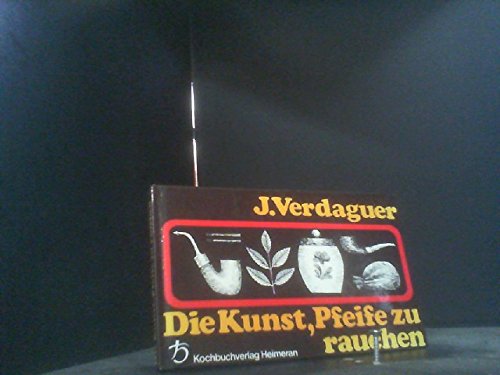 J.Verdaguer
Die Kunst, Pfeife zu
rauchen
Kochbuchverlag Heimeran